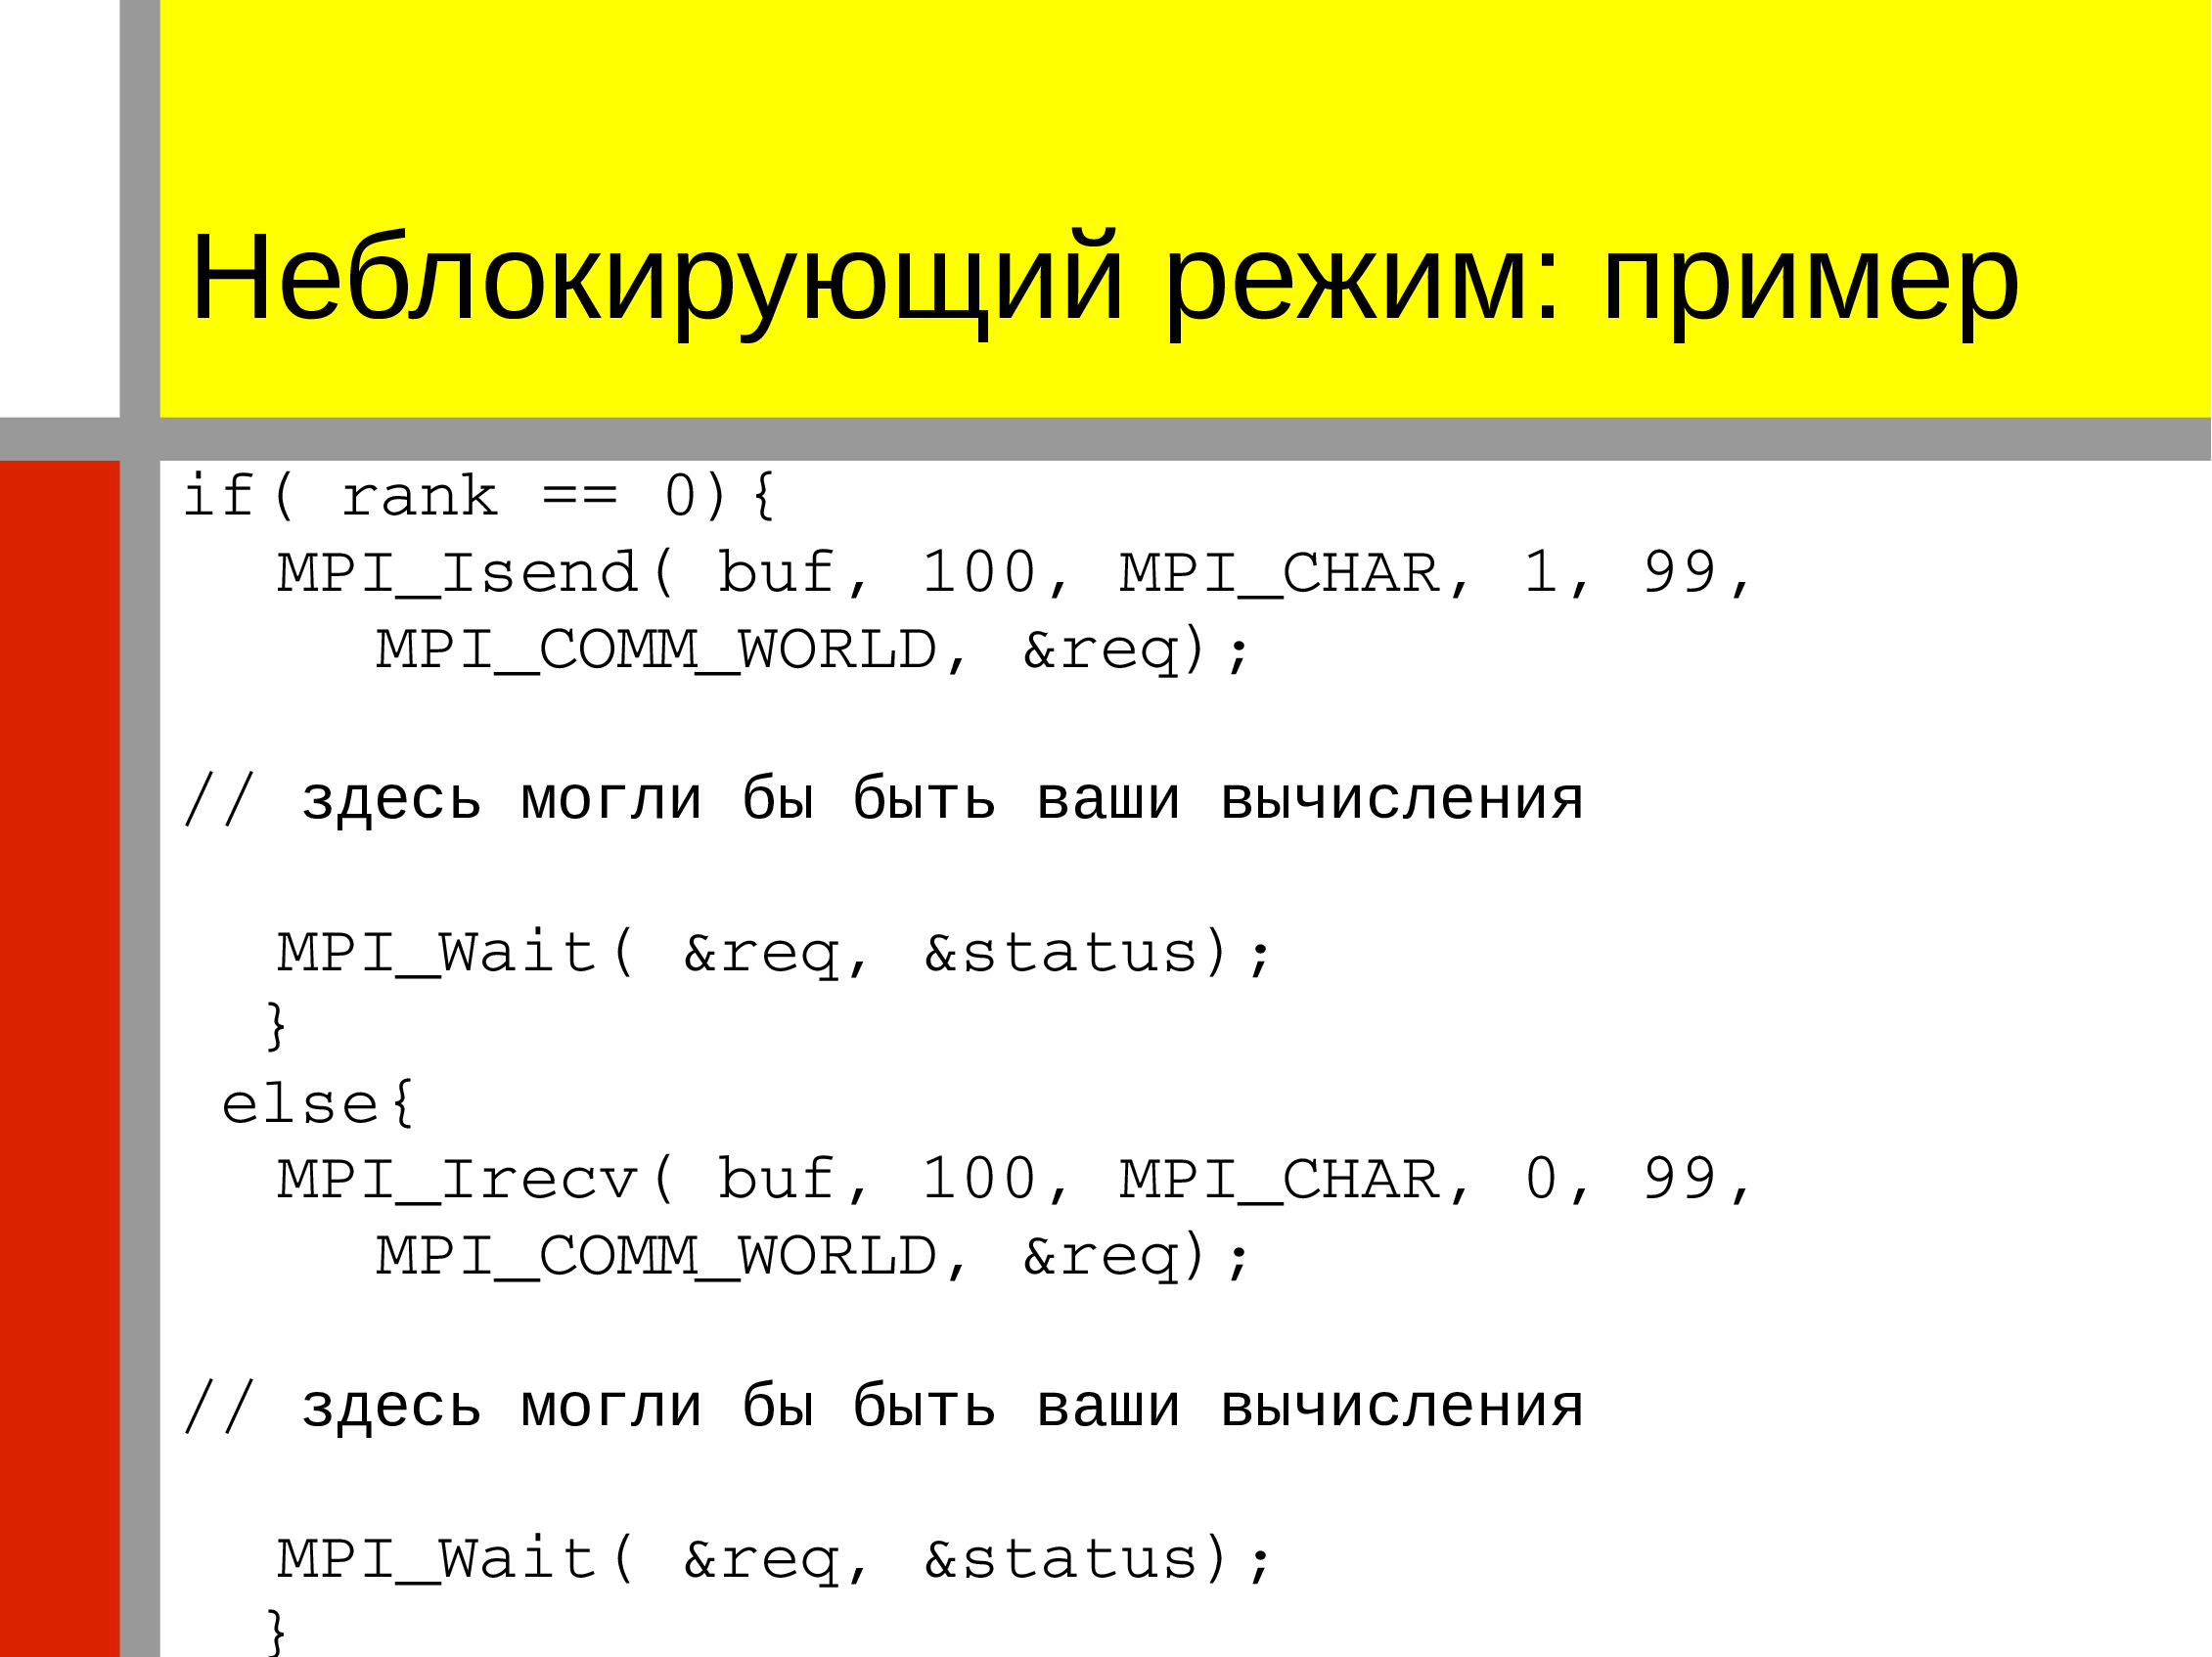 Неблокирующий режим: пример
if( rank == 0){
MPI_Isend( buf, 100, MPI_CHAR, 1, 99,
MPI_COMM_WORLD, &req);
// здесь могли бы быть ваши вычисления
MPI_Wait( &req, &status);
}
else{
MPI_Irecv( buf, 100, MPI_CHAR, 0, 99,
MPI_COMM_WORLD, &req);
// здесь могли бы быть ваши вычисления
MPI_Wait( &req, &status);
}